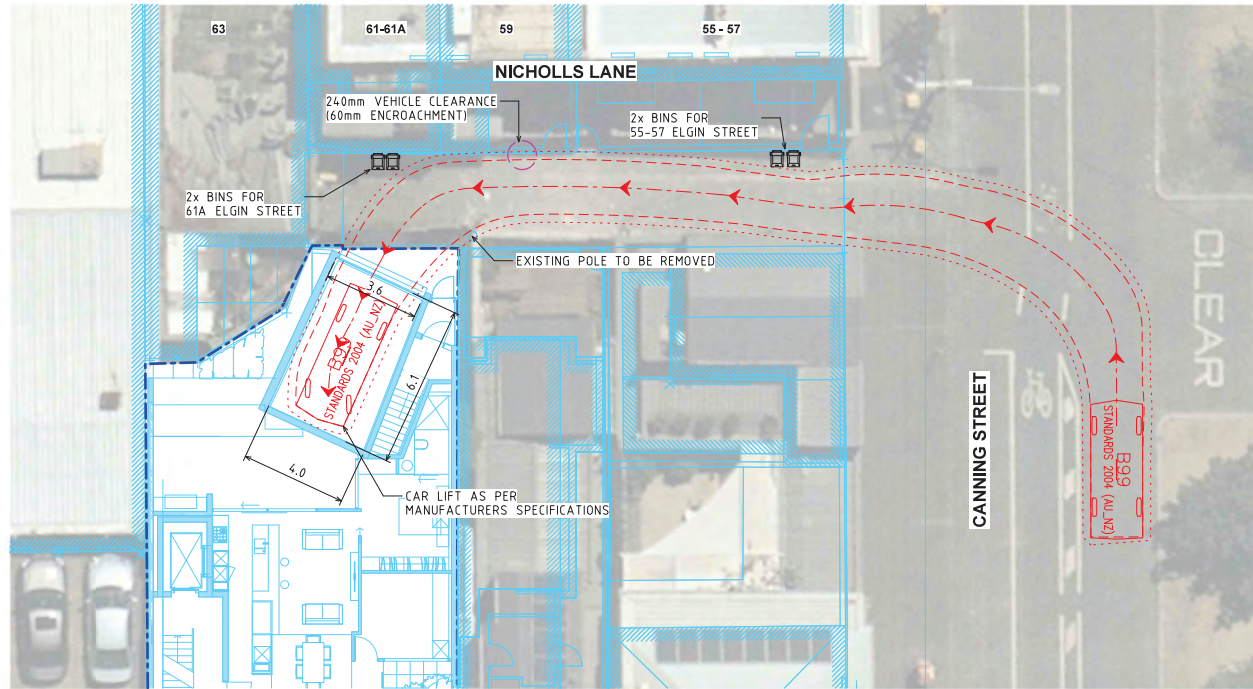 63
61-61A
59
55 - 57
NICHOLLS LANE
240mm VEHICLE CLEARANCE
(60mm ENCROACHMENT)
2x BINS FOR
55-57 ELGIN STREET
2x BINS FOR
61A ELGIN STREET
EXISTING POLE TO BE REMOVED
3.6
B99
STANDARDS 2004 (AU_NZ)
6.1
4.0
CAR LIFT AS PER
MANUFACTURERS SPECIFICATIONS
CANNING STREET
CLEAR
B99
STANDARDS 2004 (AU_NZ)